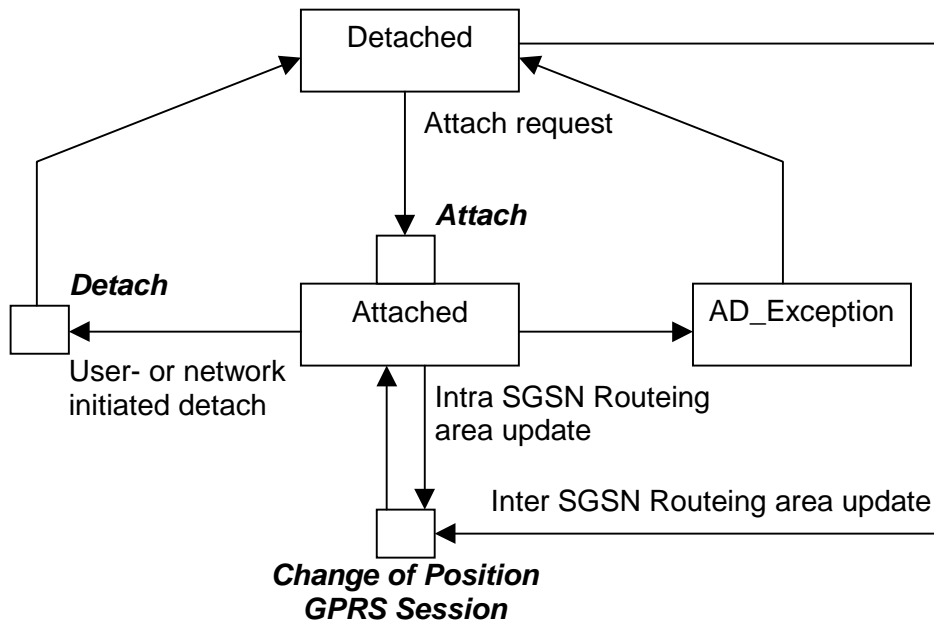 Detached
Attach request
Attach
Detach
Attached
AD_Exception
User- or network
initiated detach
Intra SGSN Routeing
area update
Inter SGSN Routeing area update
Change of Position
GPRS Session